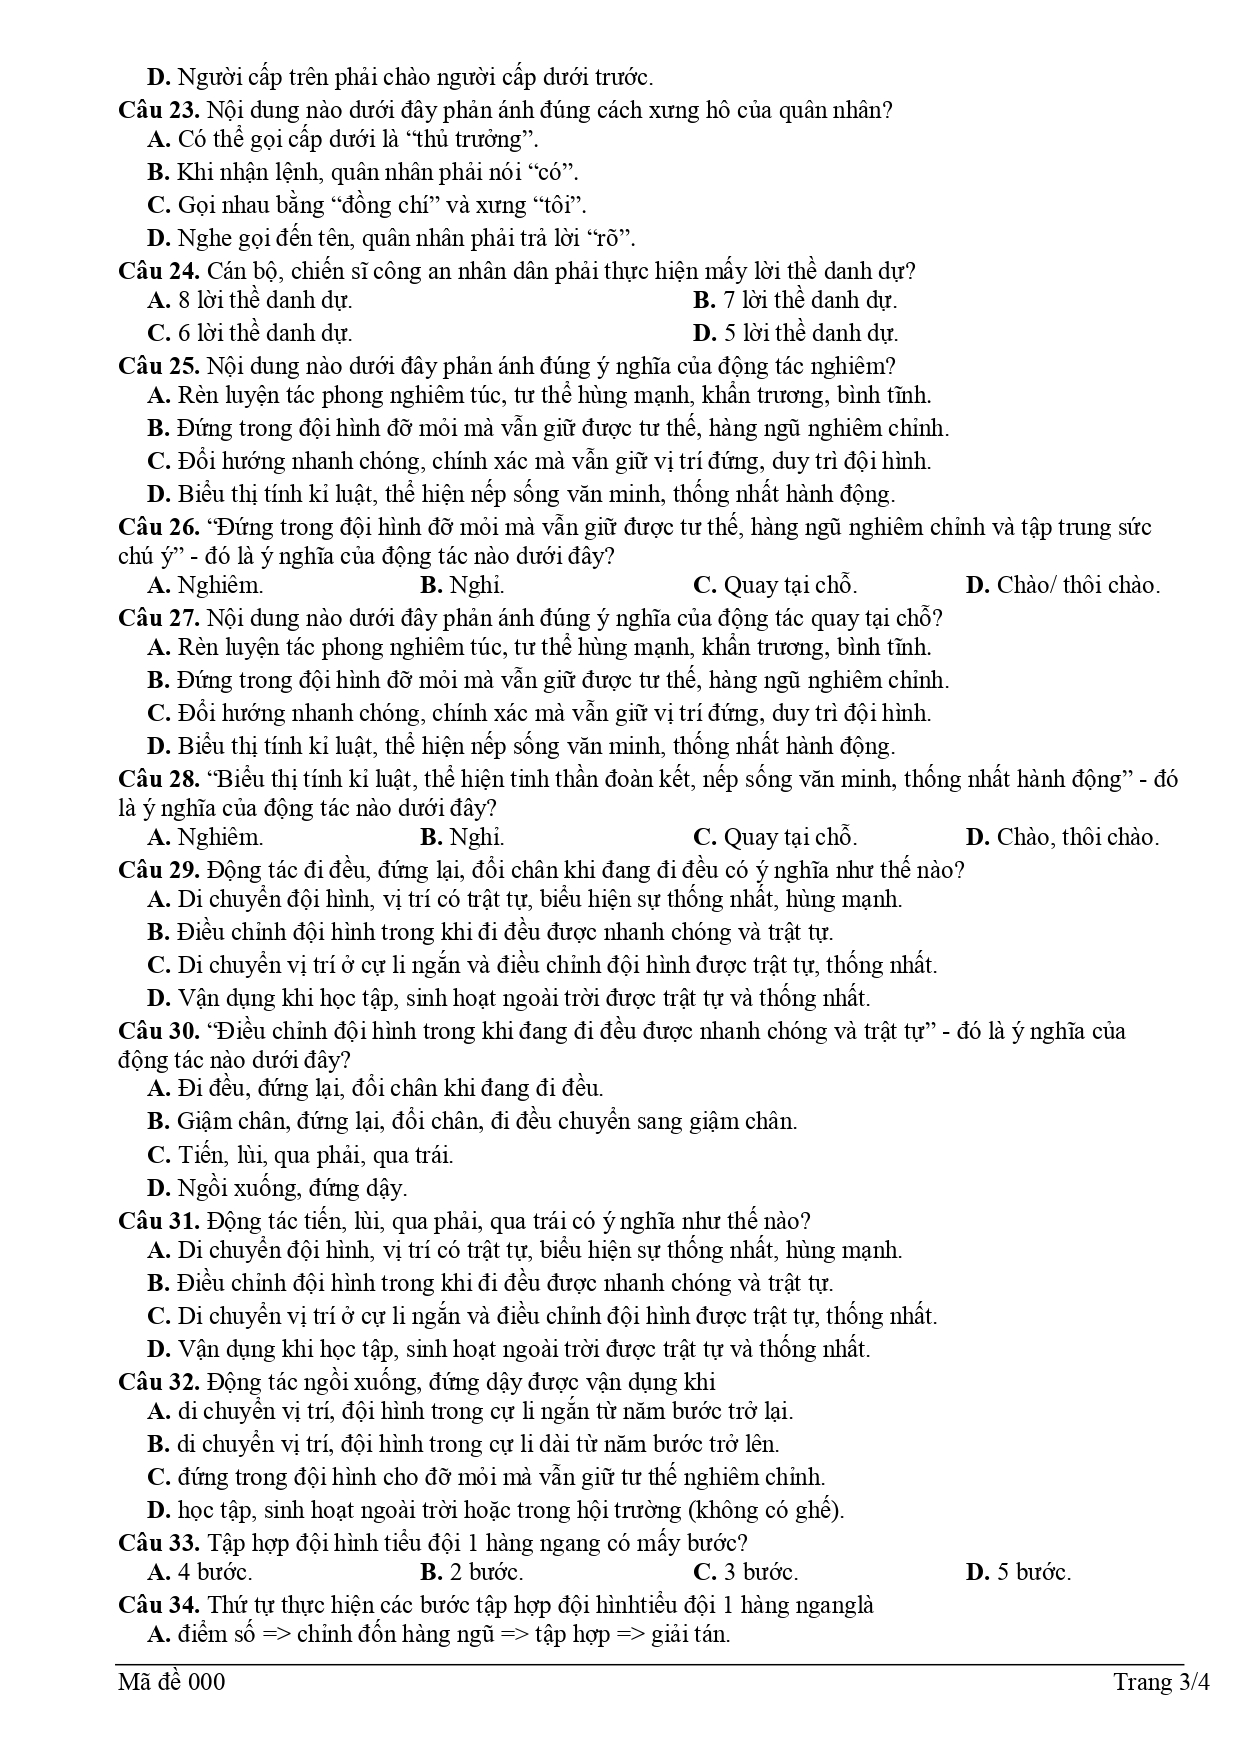 D. Người cấp trên phải chào người cấp dưới trước.
Câu 23. Nội dung nào dưới đây phản ánh đúng cách xưng hô của quân nhân?
A. Có thể gọi cấp dưới là “thủ trưởng”.
B. Khi nhận lệnh, quân nhân phải nói “có”.
C. Gọi nhau bằng “đồng chí” và xưng “tôi”.
D. Nghe gọi đến tên, quân nhân phải trả lời “rõ”.
Câu 24. Cán bộ, chiến sĩ công an nhân dân phải thực hiện mấy lời thề danh dự?
A. 8 lời thề danh dự. B. 7 lời thề danh dự.
C. 6 lời thề danh dự. D. 5 lời thề danh dự.
Câu 25. Nội dung nào dưới đây phản ánh đúng ý nghĩa của động tác nghiêm?
A. Rèn luyện tác phong nghiêm túc, tư thế hùng mạnh, khẩn trương, bình tĩnh.
B. Đứng trong đội hình đỡ mỏi mà vẫn giữ được tư thế, hàng ngũ nghiêm chỉnh.
C. Đổi hướng nhanh chóng, chính xác mà vẫn giữ vị trí đứng, duy trì đội hình.
D. Biểu thị tính kỉ luật, thể hiện nếp sống văn minh, thống nhất hành động.
Câu 26. “Đứng trong đội hình đỡ mỏi mà vẫn giữ được tư thế, hàng ngũ nghiêm chỉnh và tập trung sức
chú ý” - đó là ý nghĩa của động tác nào dưới đây?
A. Nghiêm. B. Nghỉ. C. Quay tại chỗ. D. Chào/ thôi chào.
Câu 27. Nội dung nào dưới đây phản ánh đúng ý nghĩa của động tác quay tại chỗ?
A. Rèn luyện tác phong nghiêm túc, tư thế hùng mạnh, khẩn trương, bình tĩnh.
B. Đứng trong đội hình đỡ mỏi mà vẫn giữ được tư thế, hàng ngũ nghiêm chỉnh.
C. Đổi hướng nhanh chóng, chính xác mà vẫn giữ vị trí đứng, duy trì đội hình.
D. Biểu thị tính kỉ luật, thể hiện nếp sống văn minh, thống nhất hành động.
Câu 28. “Biểu thị tính kỉ luật, thể hiện tinh thần đoàn kết, nếp sống văn minh, thống nhất hành động” - đó
là ý nghĩa của động tác nào dưới đây?
A. Nghiêm. B. Nghỉ. C. Quay tại chỗ. D. Chào, thôi chào.
Câu 29. Động tác đi đều, đứng lại, đổi chân khi đang đi đều có ý nghĩa như thế nào?
A. Di chuyển đội hình, vị trí có trật tự, biểu hiện sự thống nhất, hùng mạnh.
B. Điều chỉnh đội hình trong khi đi đều được nhanh chóng và trật tự.
C. Di chuyển vị trí ở cự li ngắn và điều chỉnh đội hình được trật tự, thống nhất.
D. Vận dụng khi học tập, sinh hoạt ngoài trời được trật tự và thống nhất.
Câu 30. “Điều chỉnh đội hình trong khi đang đi đều được nhanh chóng và trật tự” - đó là ý nghĩa của
động tác nào dưới đây?
A. Đi đều, đứng lại, đổi chân khi đang đi đều.
B. Giậm chân, đứng lại, đổi chân, đi đều chuyển sang giậm chân.
C. Tiến, lùi, qua phải, qua trái.
D. Ngồi xuống, đứng dậy.
Câu 31. Động tác tiến, lùi, qua phải, qua trái có ý nghĩa như thế nào?
A. Di chuyển đội hình, vị trí có trật tự, biểu hiện sự thống nhất, hùng mạnh.
B. Điều chỉnh đội hình trong khi đi đều được nhanh chóng và trật tự.
C. Di chuyển vị trí ở cự li ngắn và điều chỉnh đội hình được trật tự, thống nhất.
D. Vận dụng khi học tập, sinh hoạt ngoài trời được trật tự và thống nhất.
Câu 32. Động tác ngồi xuống, đứng dậy được vận dụng khi
A. di chuyển vị trí, đội hình trong cự li ngắn từ năm bước trở lại.
B. di chuyển vị trí, đội hình trong cự li dài từ năm bước trở lên.
C. đứng trong đội hình cho đỡ mỏi mà vẫn giữ tư thế nghiêm chỉnh.
D. học tập, sinh hoạt ngoài trời hoặc trong hội trường (không có ghế).
Câu 33. Tập hợp đội hình tiểu đội 1 hàng ngang có mấy bước?
A. 4 bước. B. 2 bước. C. 3 bước. D. 5 bước.
Câu 34. Thứ tự thực hiện các bước tập hợp đội hìnhtiểu đội 1 hàng nganglà
A. điểm số => chỉnh đốn hàng ngũ => tập hợp => giải tán.
Mã đề 000 Trang 3/4